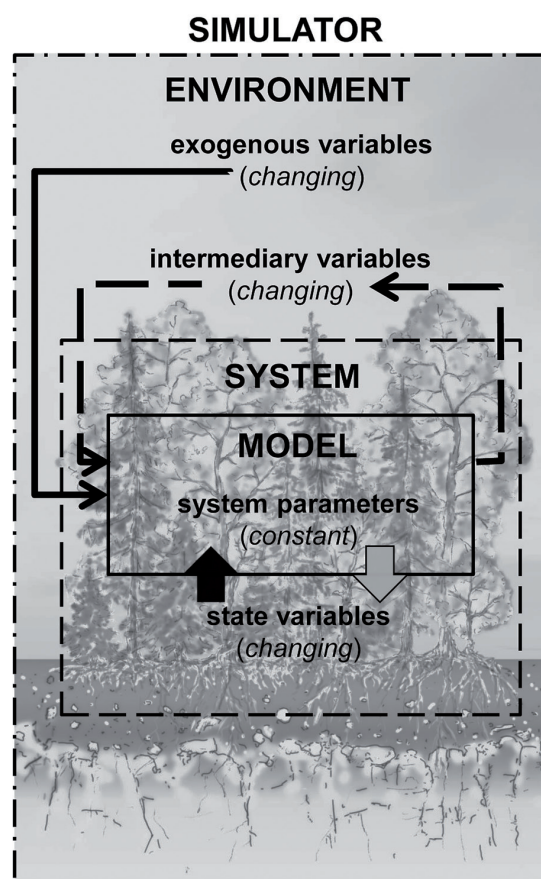 SIMULATOR
ENVIRONMENT
exogenous variables
(changing)
intermediary variables
(changing)
SYSTEM
MODEL
system parameters
(constant)
state variables
(changing)